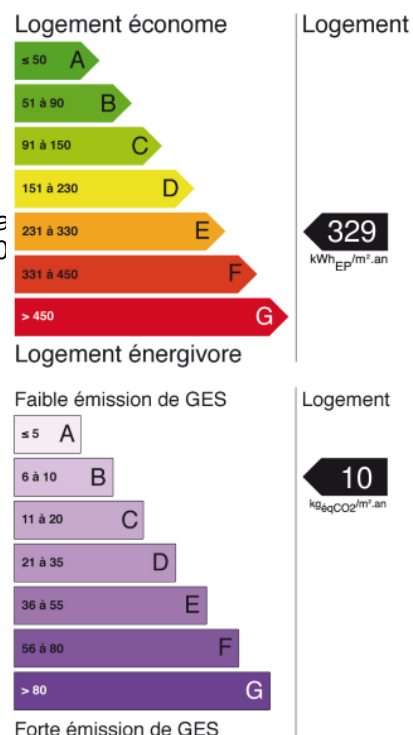 Logement économe
Logement
≤ 50 A
51 à 90 B
91 à 150 C
151 à 230 D
231 à 330 E
329
kWhEP/m².an
331 à 450 F
> 450 G
Logement énergivore
Faible émission de GES
Logement
≤ 5 A
6 à 10 B
10
kgéqCO2/m².an
11 à 20 C
21 à 35 D
36 à 55 E
56 à 80 F
> 80 G
Forte émission de GES